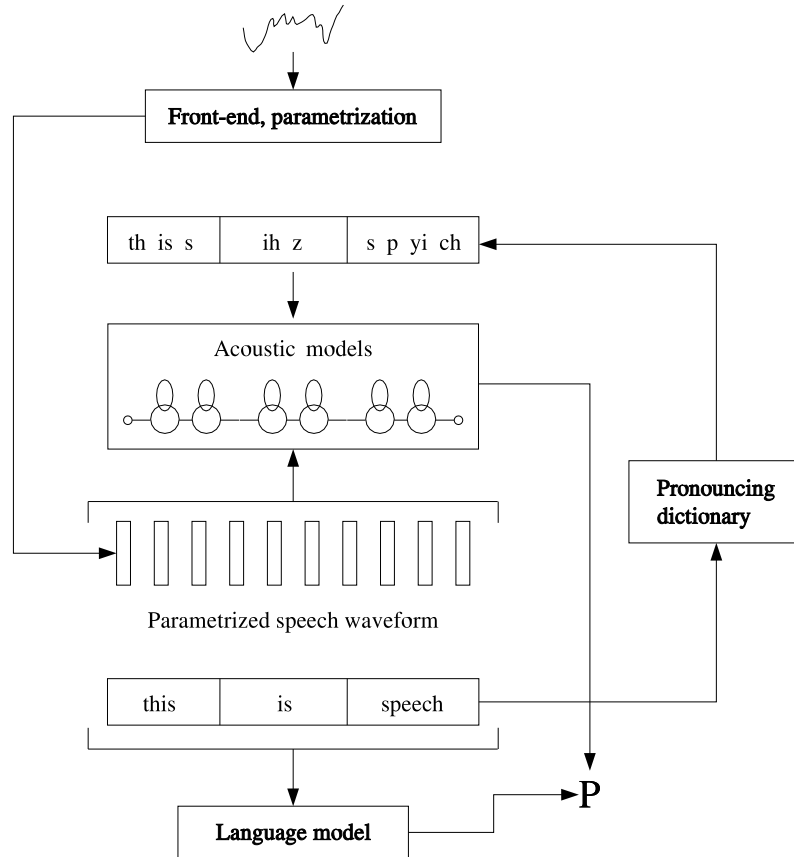 Front-end, parametrization
th is s ih z s p yi ch
Acoustic models
Pronouncing
dictionary
Parametrized speech waveform
this is speech
P
Language model